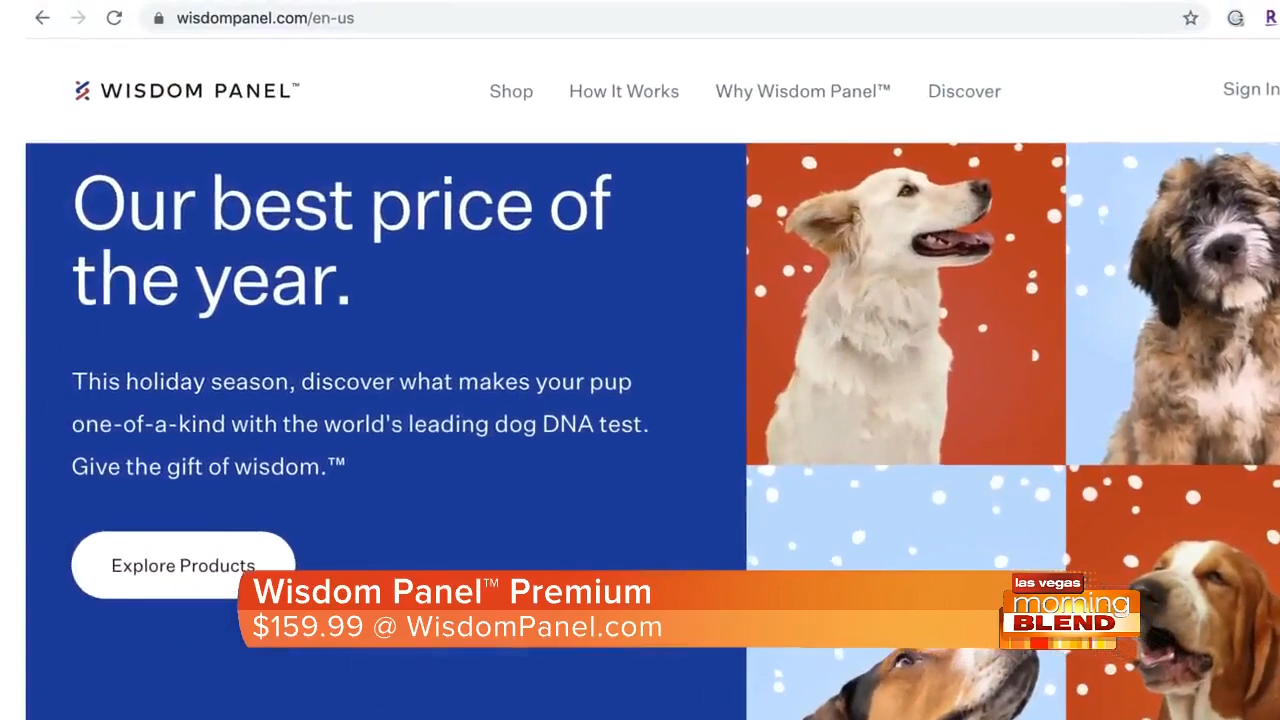 wisdompanel.com/en-us
R
WISDOM PANEL™
Shop
How It Works
Why Wisdom Panel™
Discover
Sign In
Our best price of
the year.
This holiday season, discover what makes your pup
one-of-a-kind with the world's leading dog DNA test.
Give the gift of wisdom.™
Explore Products
Wisdom Panel™ Premium
$159.99 @ WisdomPanel.com
las vegas
morning
BLEND